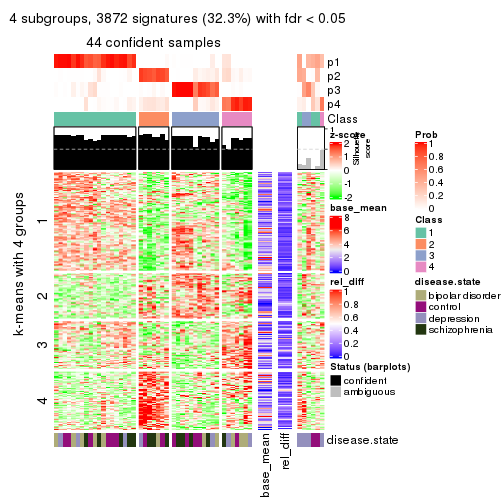 4 subgroups, 3872 signatures (32.3%) with fdr < 0.05
44 confident samples
p1
p2
p3
p4
Class
Silhouette
score
k-means with 4 groups
1
2
3
4
base_mean
rel_diff
disease.state
z-score
2
1
0
-1
-2
base_mean
8
6
4
2
0
rel_diff
1
0.8
0.6
0.4
0.2
0
Status (barplots)
confident
ambiguous
Prob
1
0.8
0.6
0.4
0.2
0
Class
1
2
3
4
disease.state
bipolar disorder
control
depression
schizophrenia